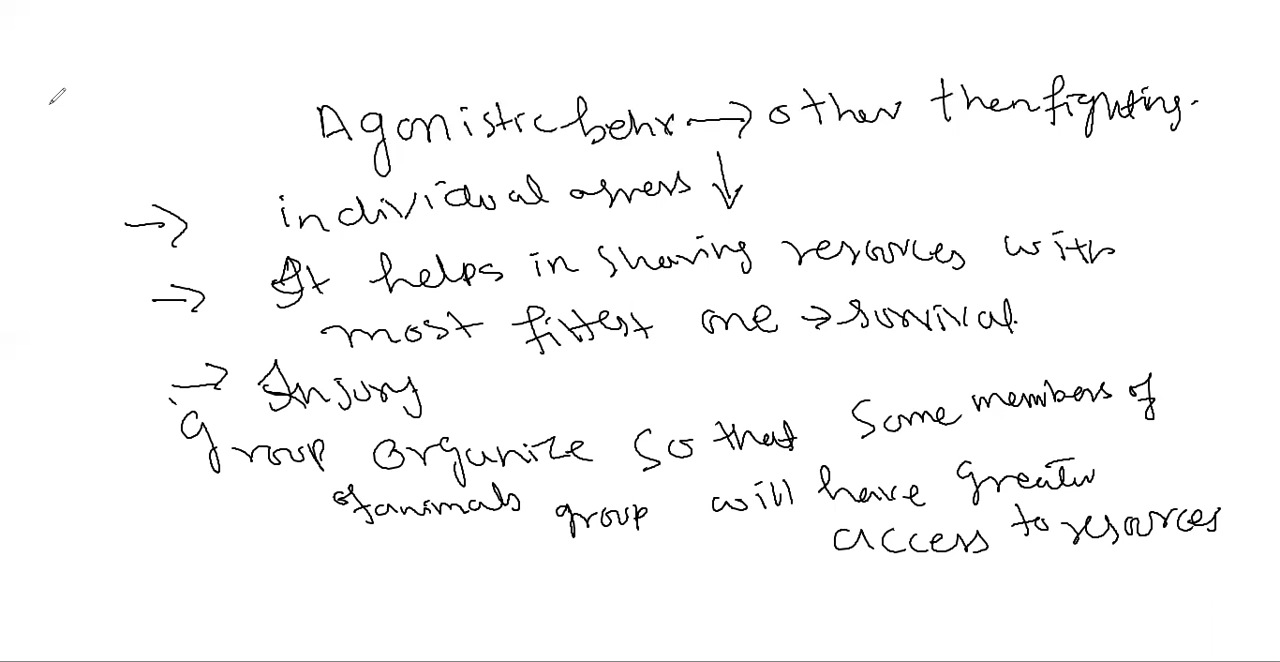 Agonistic behr → other then fighting.
→ individual agress ↓
→ It helps in sharing resources with
most fittest one → survival.
→ Injury
group organize so that some members of
of animals group will have greater
access to resources